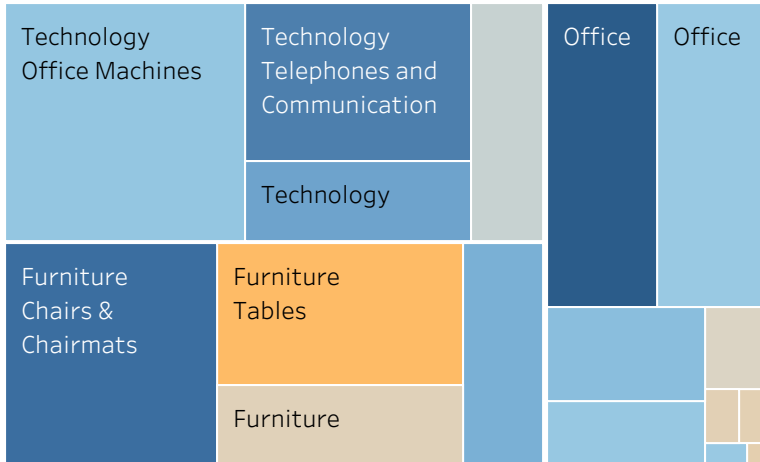 Technology
Office Machines
Technology
Telephones and
Communication
Technology
Office
Office
Furniture
Chairs &
Chairmats
Furniture
Tables
Furniture